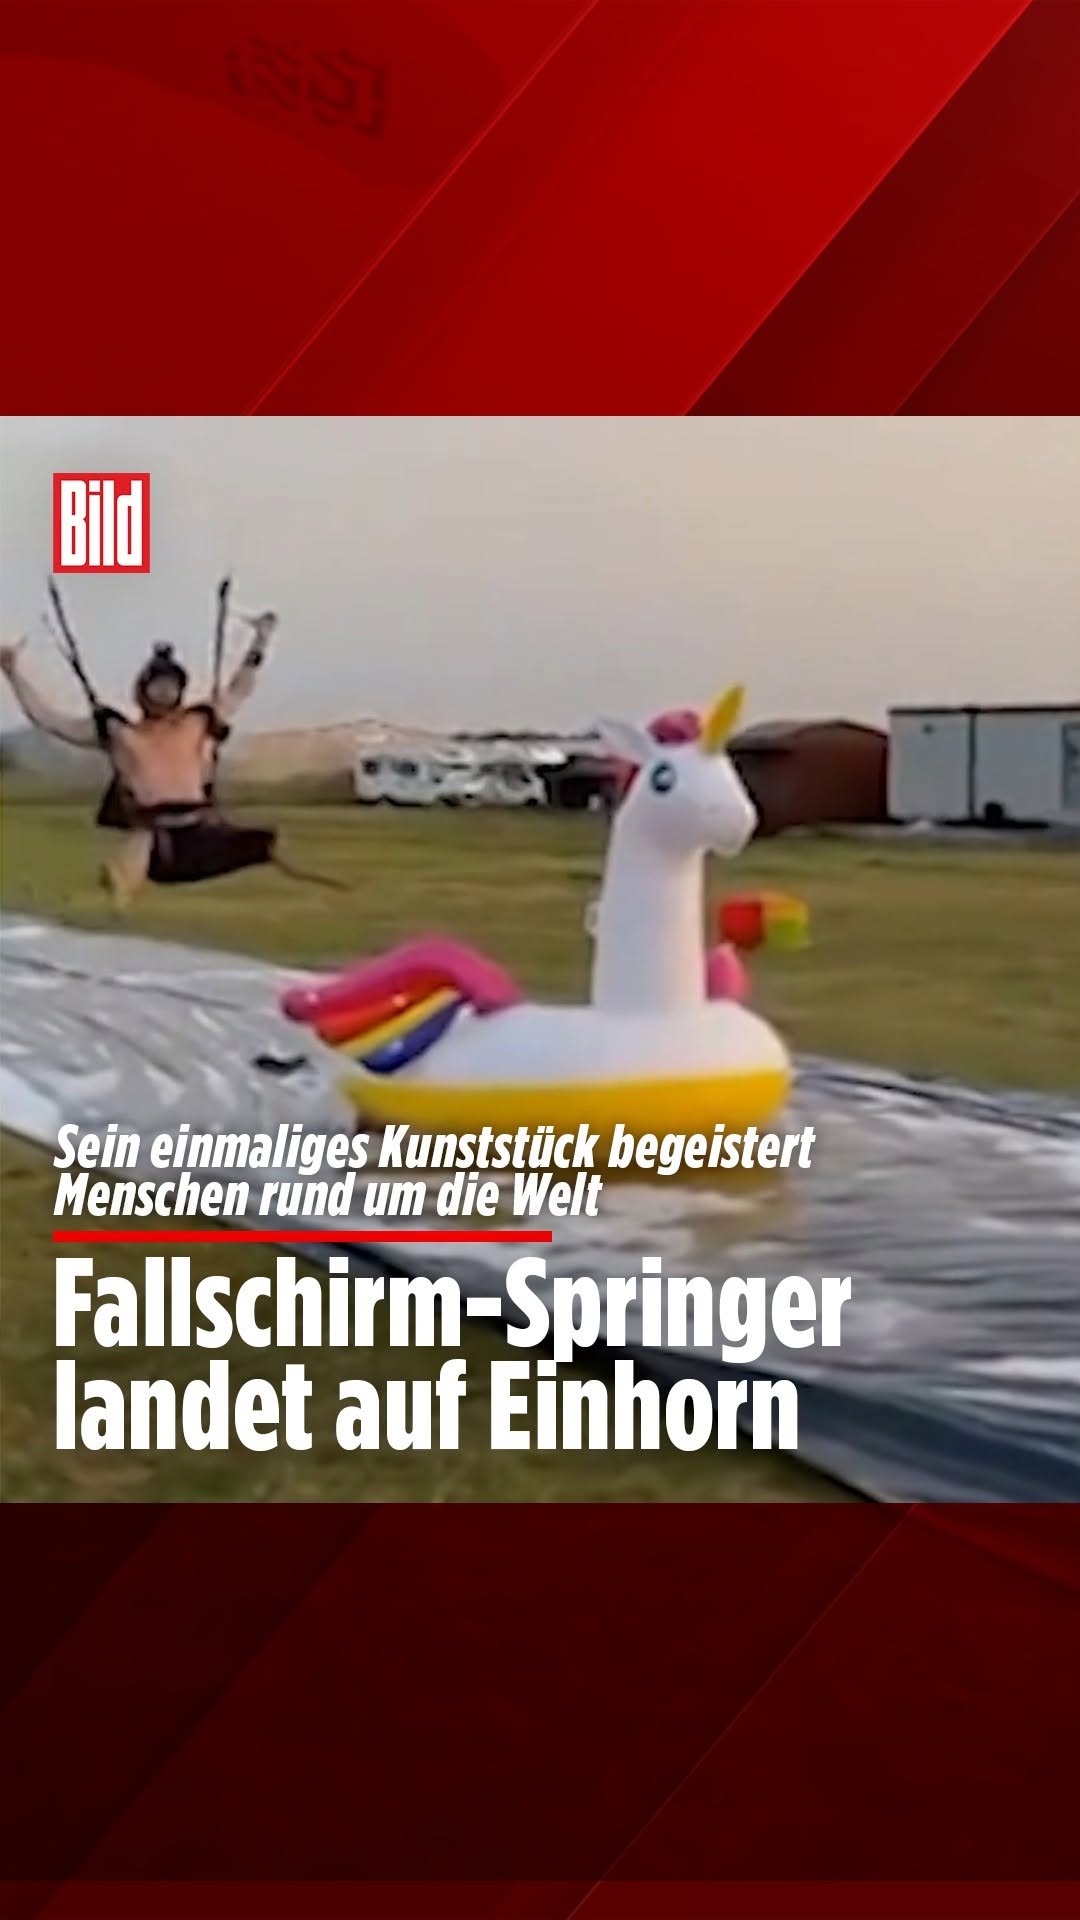 Bild
Sein einmaliges Kunststück begeistert
Menschen rund um die Welt
Fallschirm-Springer
landet auf Einhorn